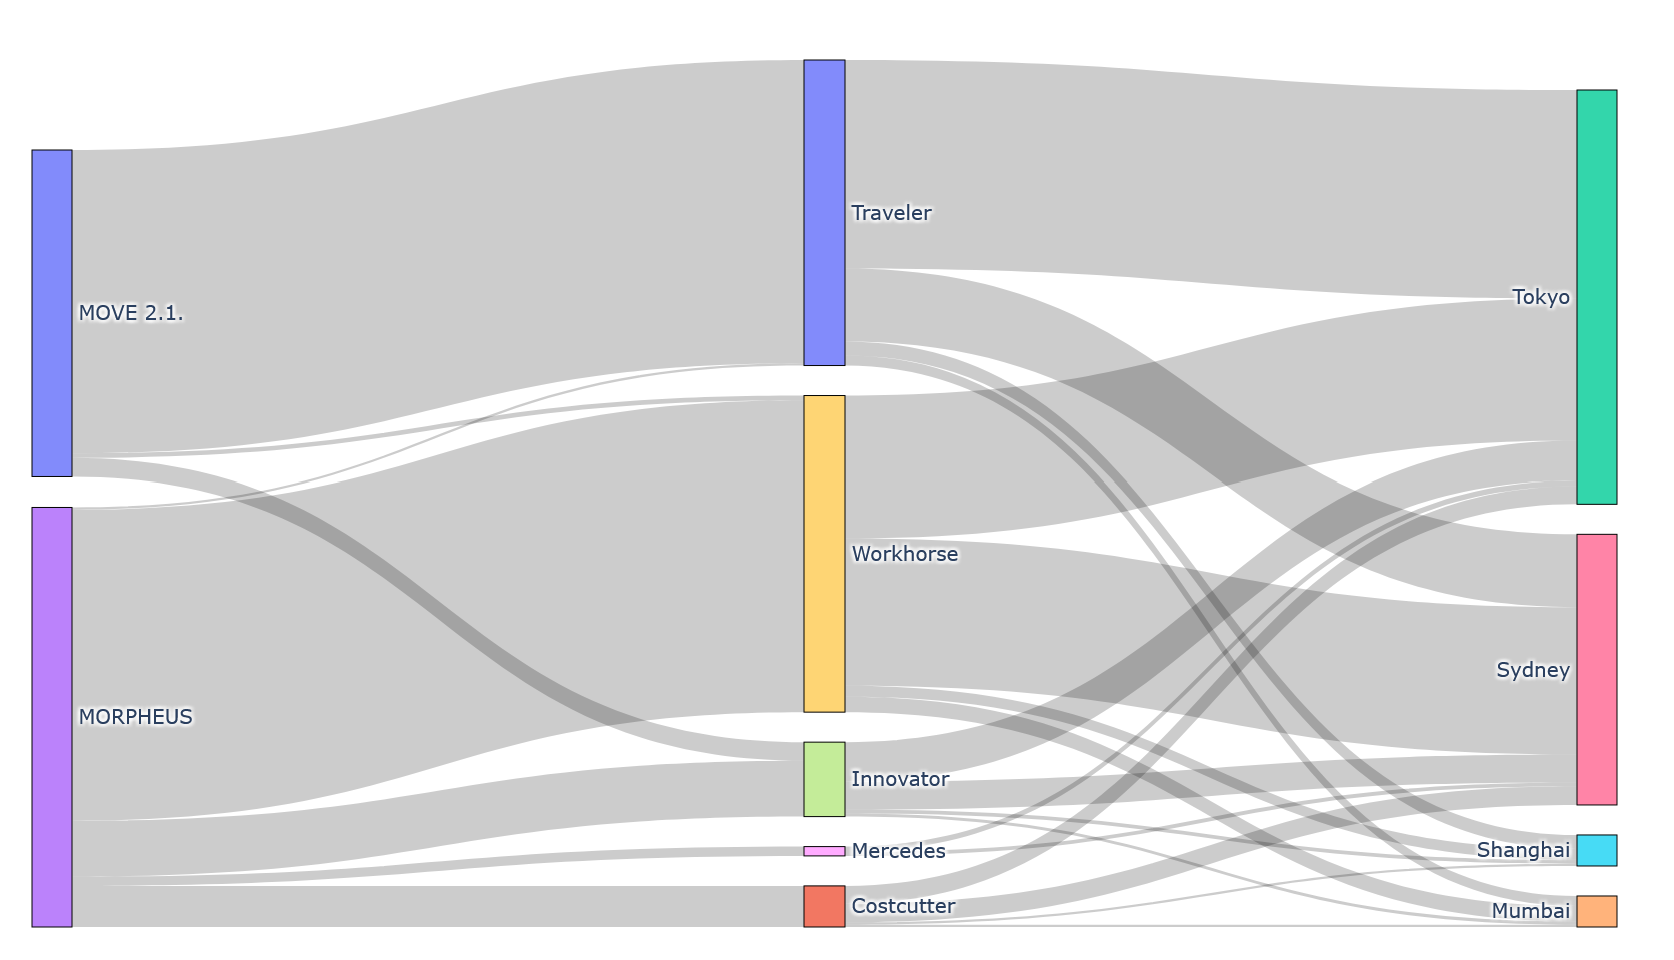 MOVE 2.1.
MORPHEUS
Traveler
Workhorse
Innovator
Mercedes
Costcutter
Tokyo
Sydney
Shanghai
Mumbai